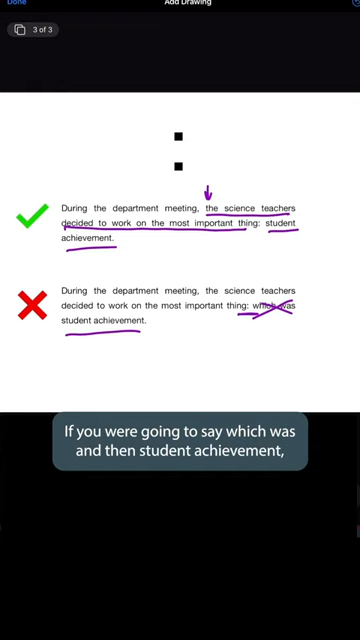 Done
Add Drawing
3 of 3
:
During the department meeting, the science teachers
decided to work on the most important thing: student
achievement.
During the department meeting, the science teachers
decided to work on the most important thing: which was
student achievement.
If you were going to say which was
and then student achievement,